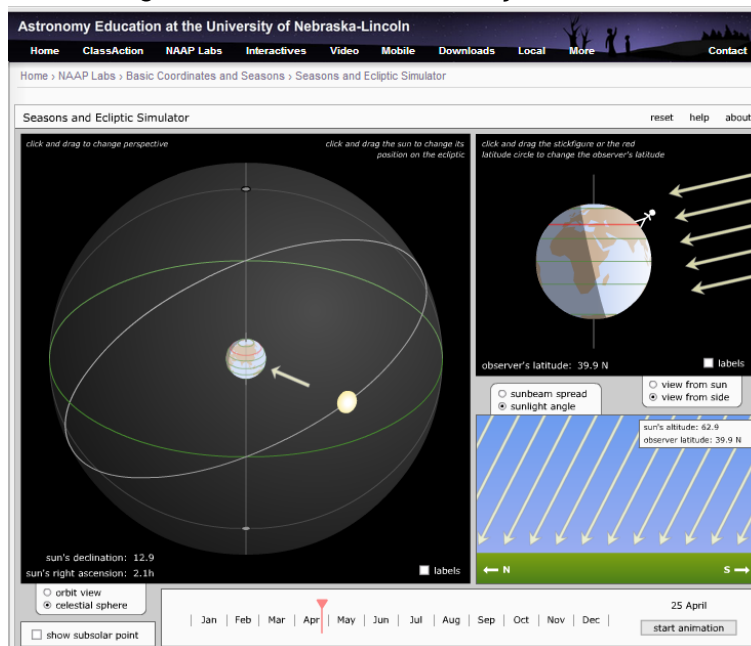 Astronomy Education at the University of Nebraska-Lincoln
Home ClassAction NAAP Labs Interactives Video Mobile Downloads Local More Contact
Home › NAAP Labs › Basic Coordinates and Seasons › Seasons and Ecliptic Simulator
Seasons and Ecliptic Simulator reset help about
click and drag to change perspective
click and drag the sun to change its
position on the ecliptic
sun's declination: 12.9
sun's right ascension: 2.1h
labels
click and drag the stickfigure or the red
latitude circle to change the observer's latitude
observer's latitude: 39.9 N
labels
sunbeam spread
sunlight angle
view from sun
view from side
sun's altitude: 62.9
observer latitude: 39.9 N
N S
orbit view
celestial sphere
show subsolar point
Jan Feb Mar Apr May Jun Jul Aug Sep Oct Nov Dec
25 April
start animation